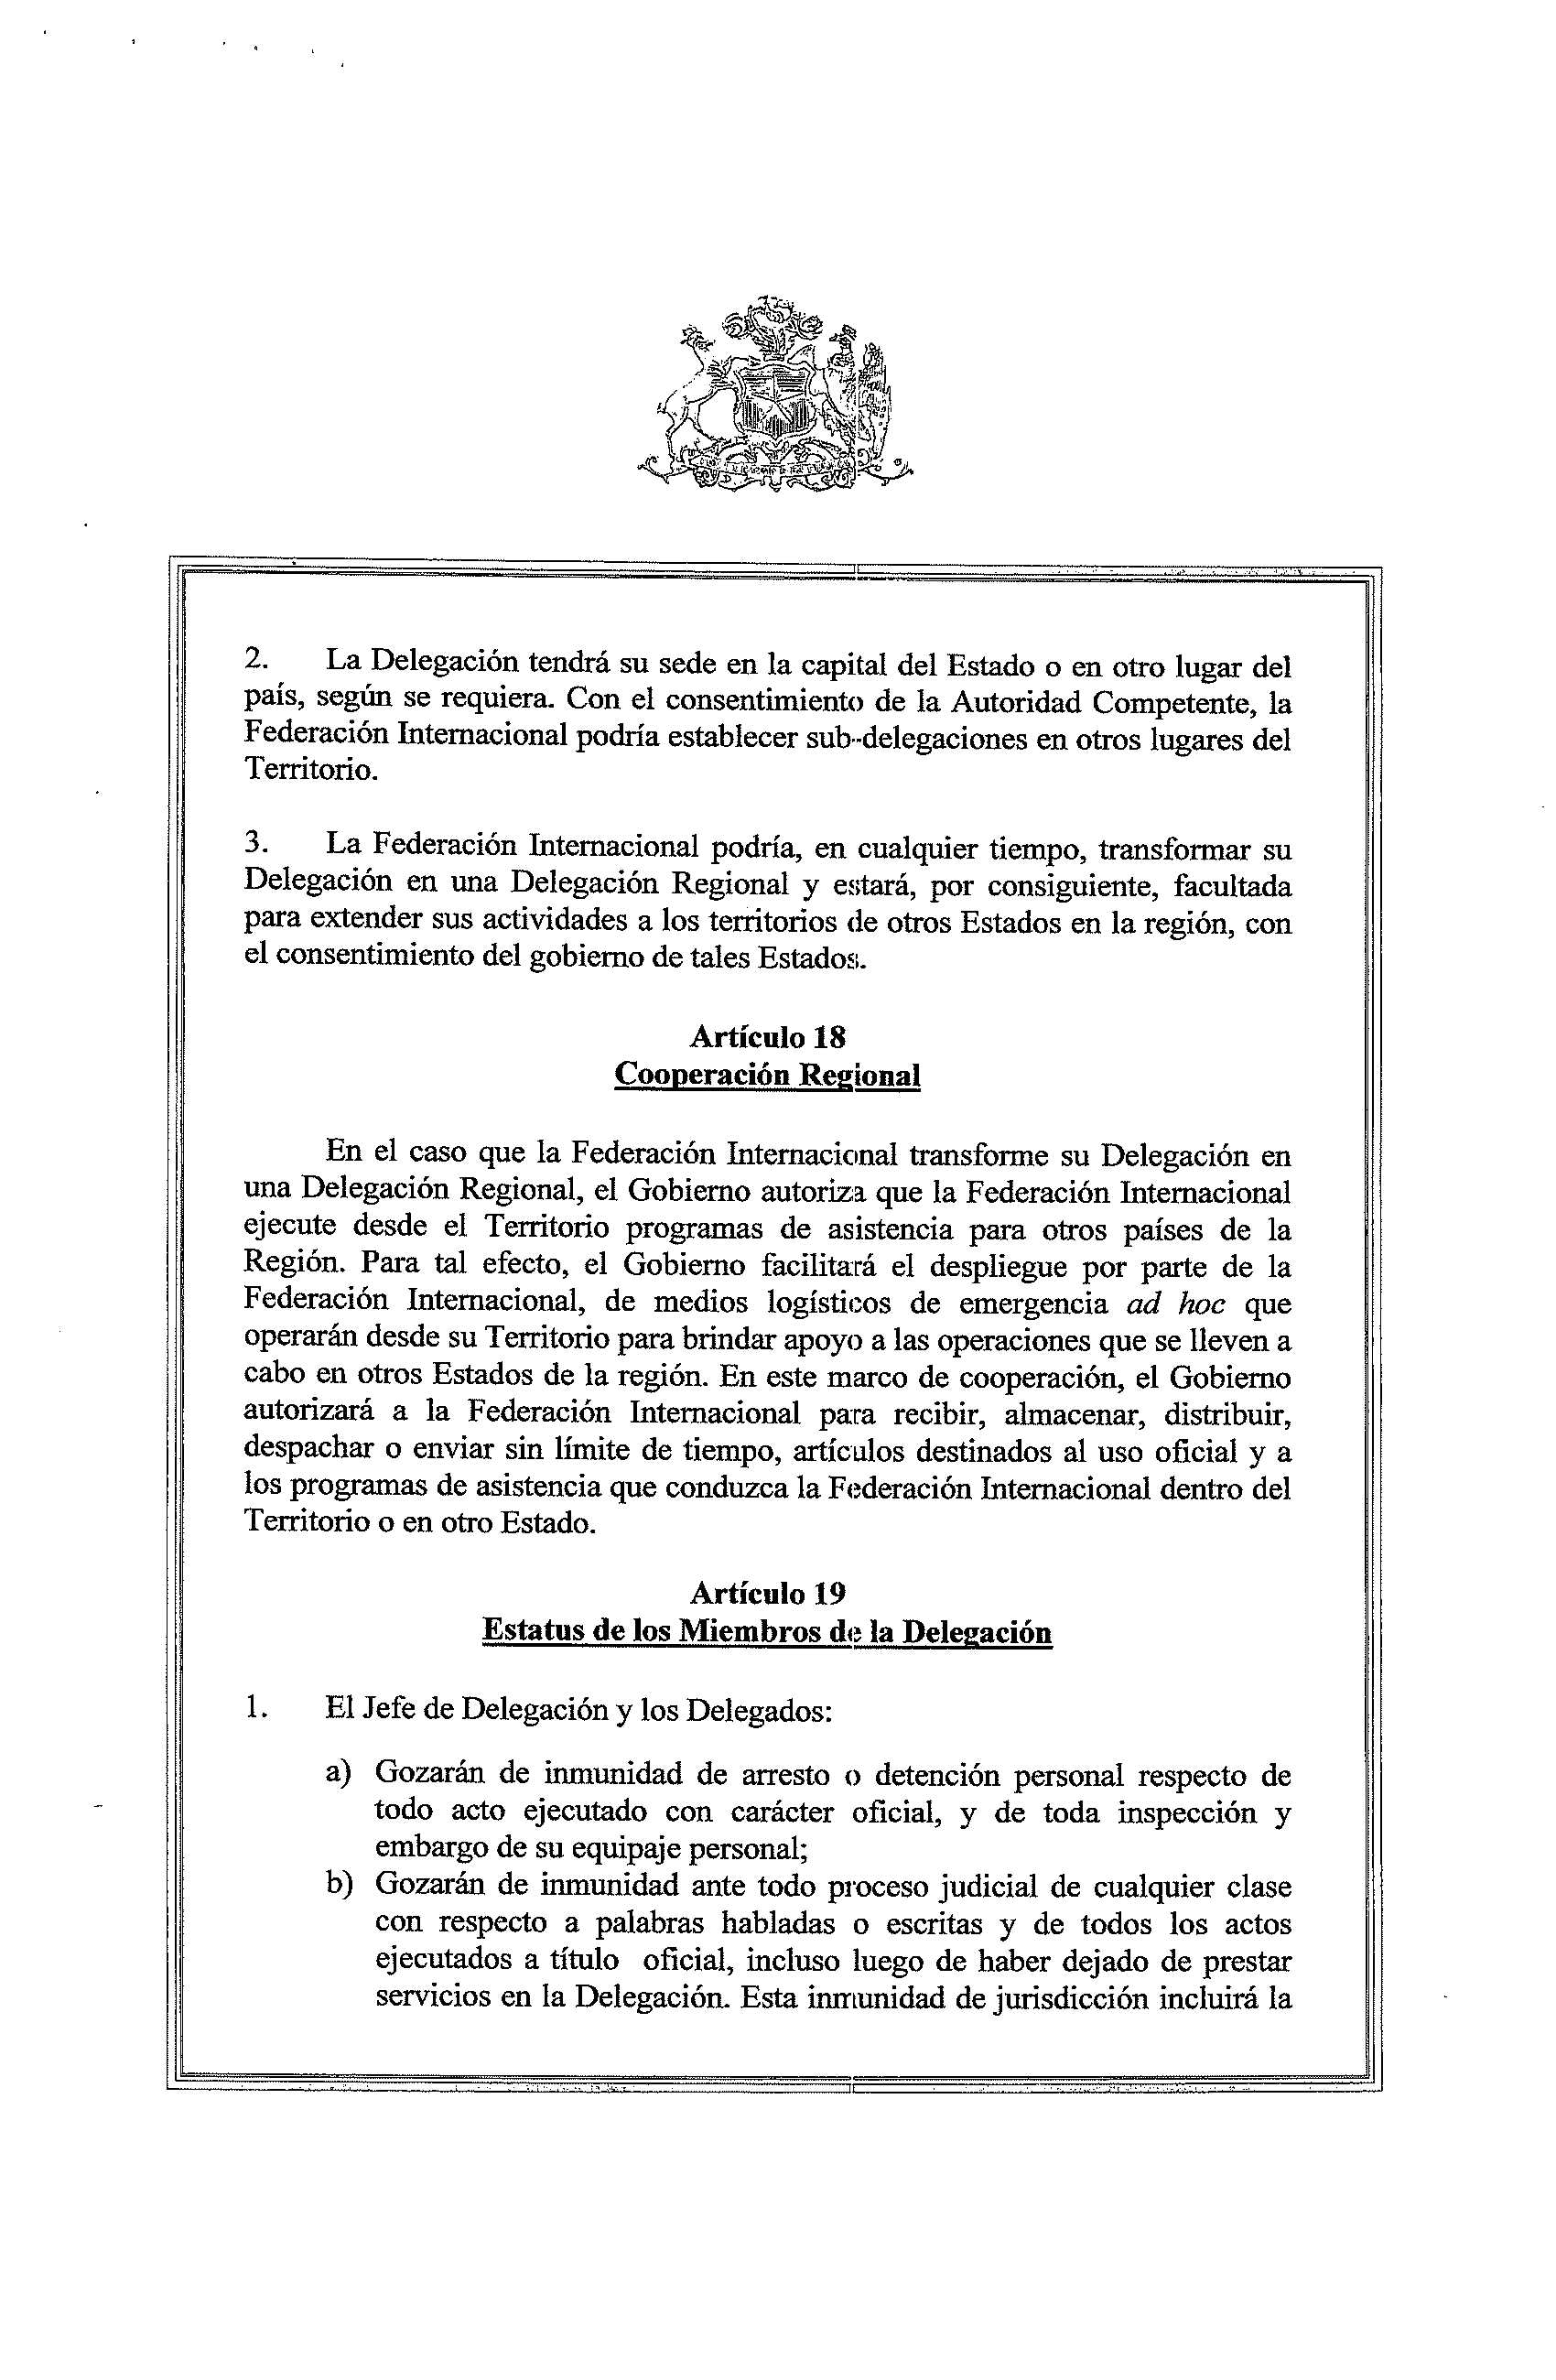 2. La Delegación tendrá su sede en la capital del Estado o en otro lugar del
país, según se requiera. Con el consentimiento de la Autoridad Competente, la
Federación Internacional podría establecer sub-delegaciones en otros lugares del
Territorio.
3. La Federación Internacional podría, en cualquier tiempo, transformar su
Delegación en una Delegación Regional y estará, por consiguiente, facultada
para extender sus actividades a los territorios de otros Estados en la región, con
el consentimiento del gobierno de tales Estados.
Artículo 18
Cooperación Regional
En el caso que la Federación Internacional transforme su Delegación en
una Delegación Regional, el Gobierno autoriza que la Federación Internacional
ejecute desde el Territorio programas de asistencia para otros países de la
Región. Para tal efecto, el Gobierno facilitará el despliegue por parte de la
Federación Internacional, de medios logísticos de emergencia ad hoc que
operarán desde su Territorio para brindar apoyo a las operaciones que se lleven a
cabo en otros Estados de la región. En este marco de cooperación, el Gobierno
autorizará a la Federación Internacional para recibir, almacenar, distribuir,
despachar o enviar sin límite de tiempo, artículos destinados al uso oficial y a
los programas de asistencia que conduzca la Federación Internacional dentro del
Territorio o en otro Estado.
Artículo 19
Estatus de los Miembros de la Delegación
1. El Jefe de Delegación y los Delegados:
a) Gozarán de inmunidad de arresto o detención personal respecto de
todo acto ejecutado con carácter oficial, y de toda inspección y
embargo de su equipaje personal;
b) Gozarán de inmunidad ante todo proceso judicial de cualquier clase
con respecto a palabras habladas o escritas y de todos los actos
ejecutados a título oficial, incluso luego de haber dejado de prestar
servicios en la Delegación. Esta inmunidad de jurisdicción incluirá la